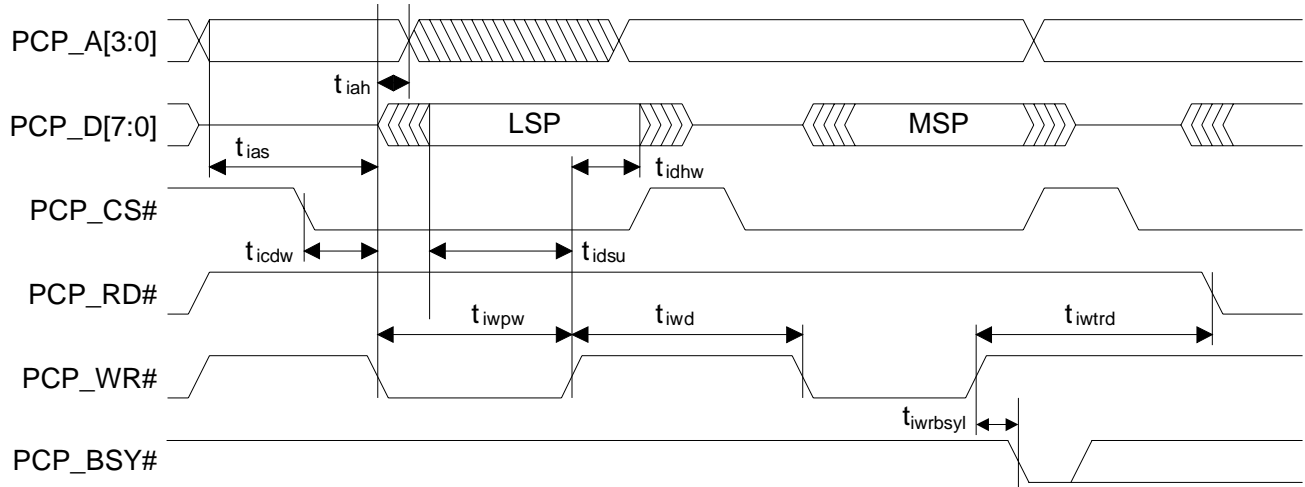 PCP_A[3:0]
t iah
PCP_D[7:0]
LSP
MSP
t ias
t idhw
PCP_CS#
t icdw
t idsu
PCP_RD#
t iwpw
t iwd
t iwtrd
PCP_WR#
t iwrbsyl
PCP_BSY#